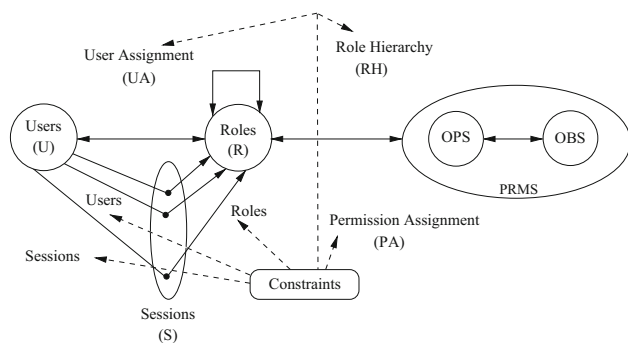 User Assignment
(UA)
Role Hierarchy
(RH)
Users
(U)
Roles
(R)
OPS
OBS
PRMS
Users
Roles
Permission Assignment
(PA)
Sessions
Constraints
Sessions
(S)